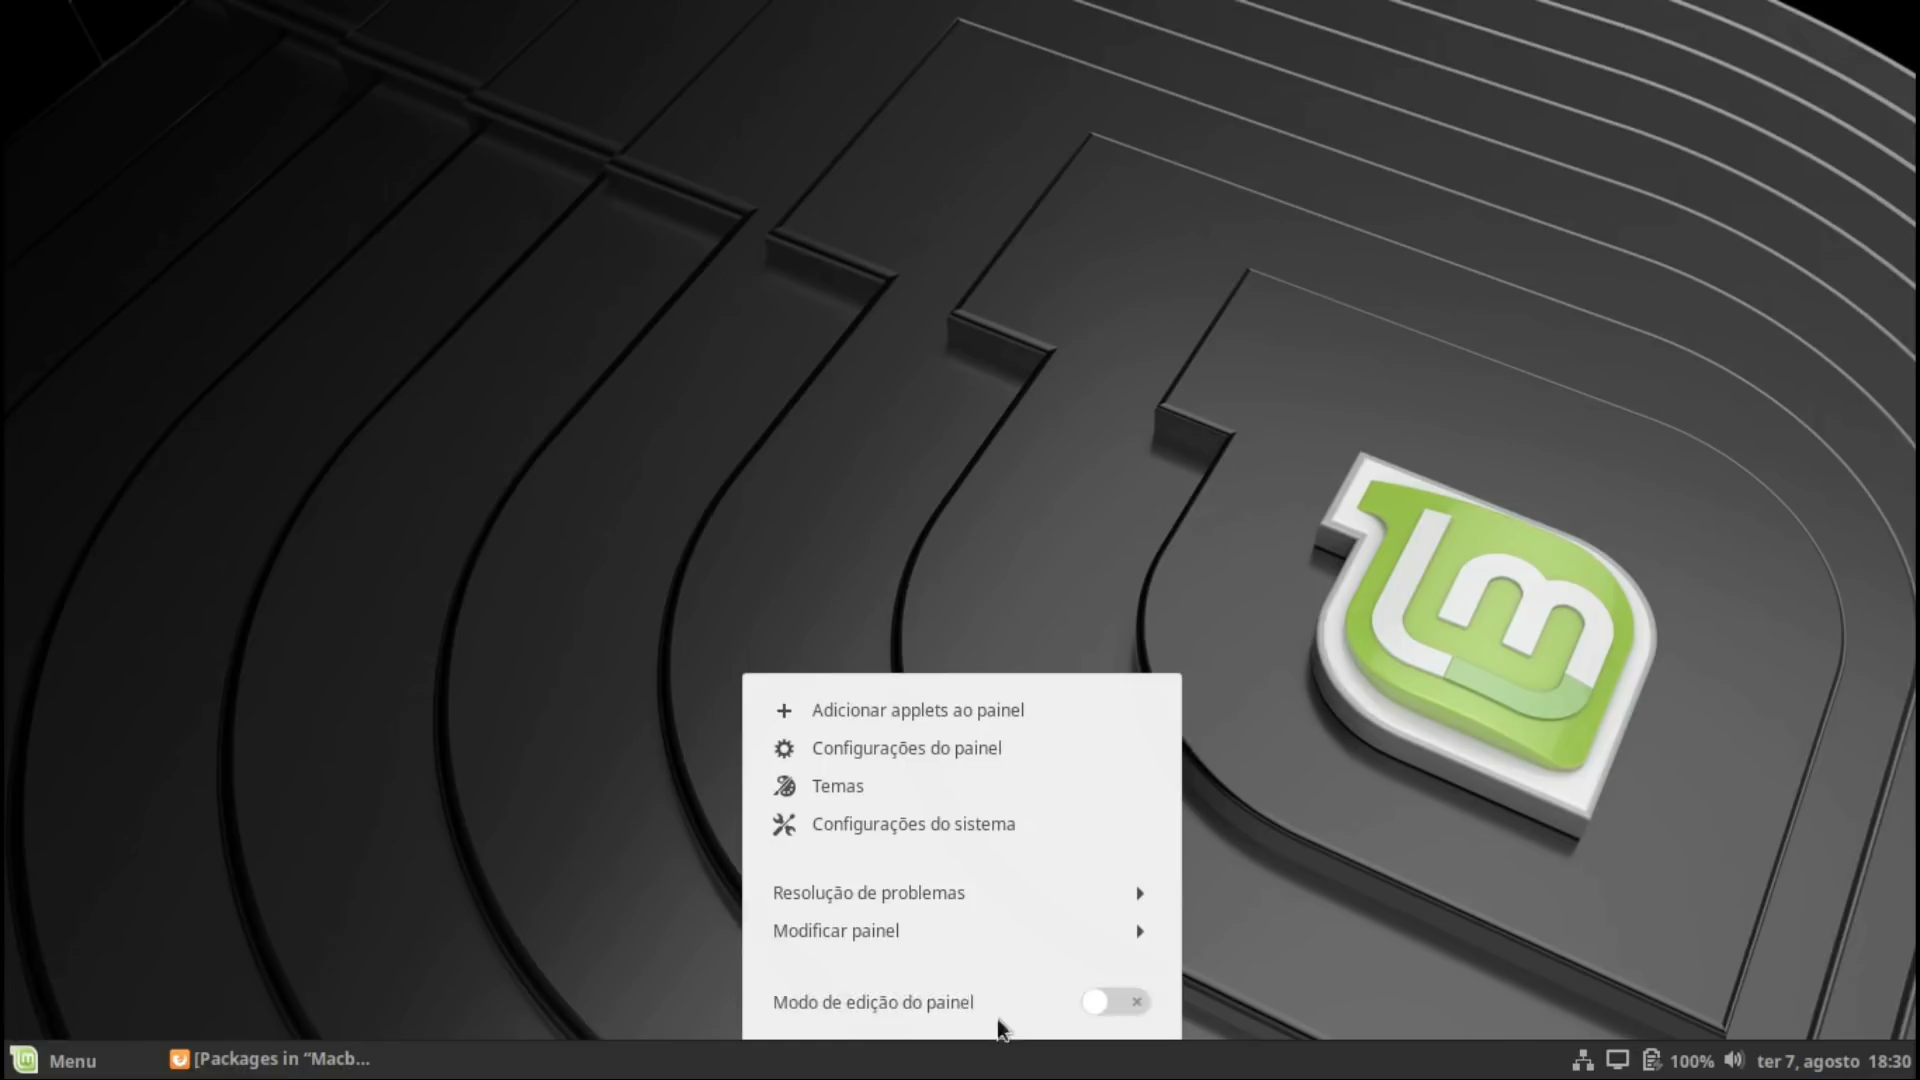 Adicionar applets ao painel
Configurações do painel
Temas
Configurações do sistema
Resolução de problemas
Modificar painel
Modo de edição do painel
Menu
[Packages in “Macb...
100%
ter 7, agosto 18:30